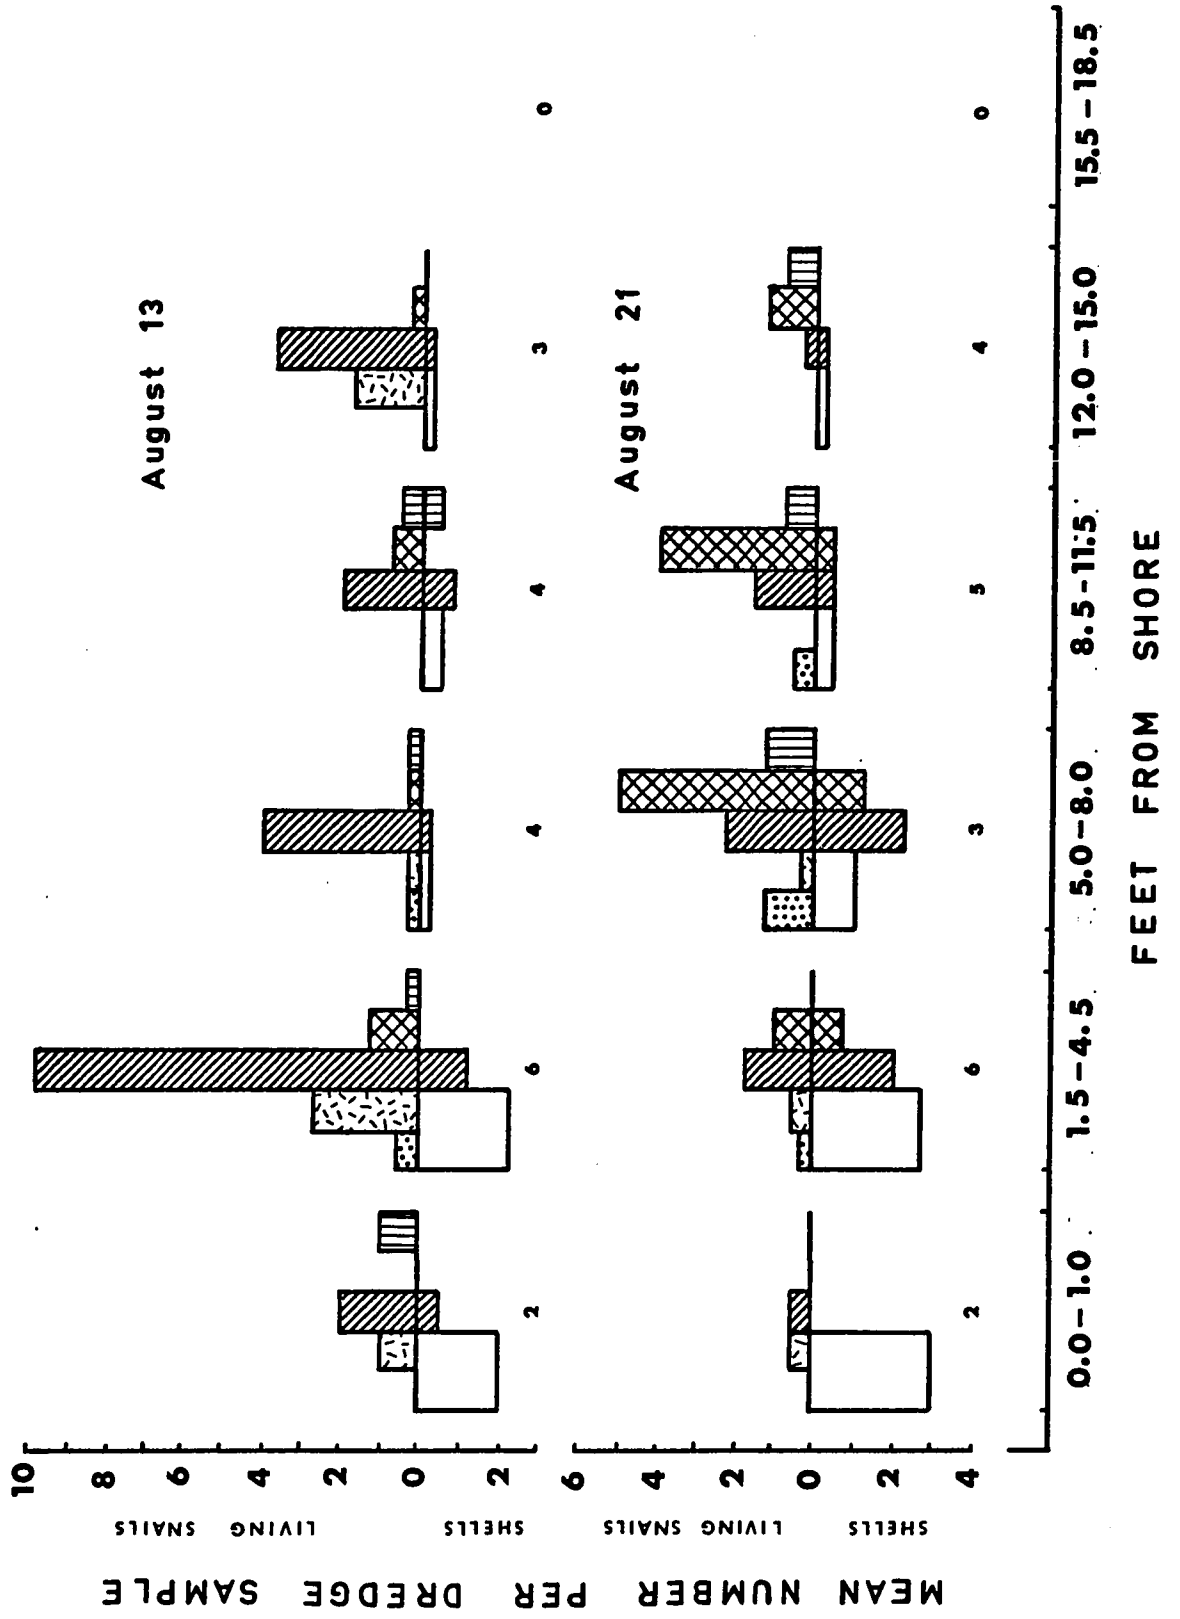 MEAN NUMBER PER DREDGE SAMPLE
SHELLS LIVING SNAILS
SHELLS LIVING SNAILS
August 13
10
8
6
4
2
0
2
2 6 4 4 3 0
August 21
6
4
2
0
2
4
2 6 3 5 4 0
0.0–1.0 1.5–4.5 5.0–8.0 8.5–11.5 12.0–15.0 15.5–18.5
FEET FROM SHORE